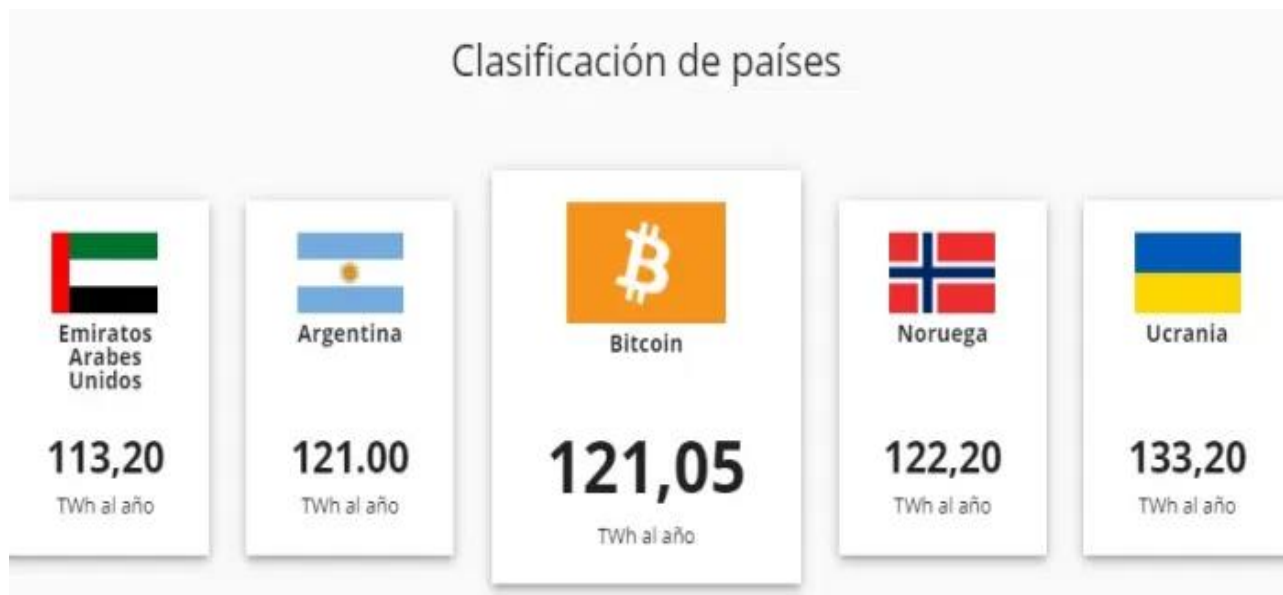 Clasificación de países
Emiratos
Arabes
Unidos
113,20
TWh al año
Argentina
121.00
TWh al año
Bitcoin
121,05
TWh al año
Noruega
122,20
TWh al año
Ucrania
133,20
TWh al año